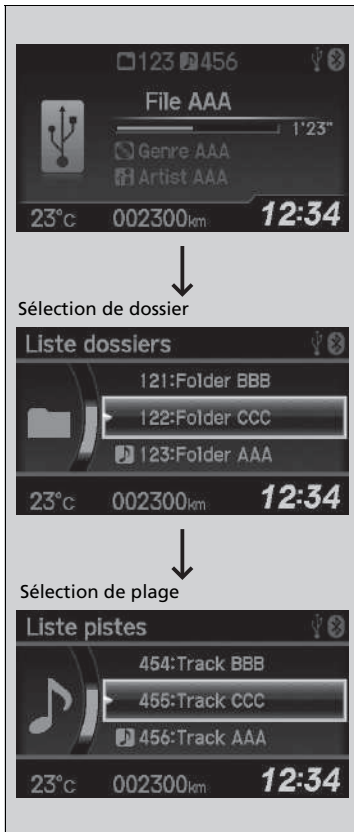 123 456
File AAA
1'23"
Genre AAA
Artist AAA
23°c 002300km 12:34
Sélection de dossier
Liste dossiers
121:Folder BBB
122:Folder CCC
123:Folder AAA
23°c 002300km 12:34
Sélection de plage
Liste pistes
454:Track BBB
455:Track CCC
456:Track AAA
23°c 002300km 12:34